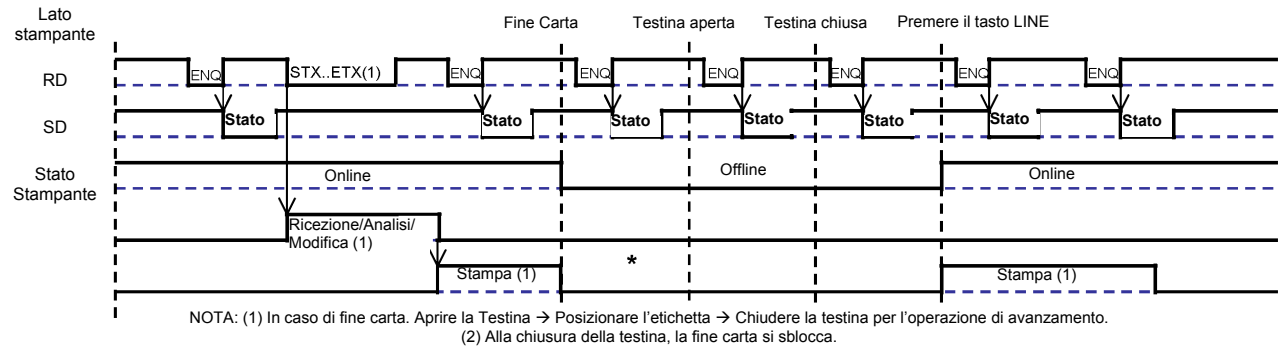 Lato stampante
Fine Carta
Testina aperta
Testina chiusa
Premere il tasto LINE
RD
ENQ
STX..ETX(1)
ENQ
ENQ
ENQ
ENQ
ENQ
ENQ
SD
Stato
Stato
Stato
Stato
Stato
Stato
Stato
Stato Stampante
Online
Offline
Online
Ricezione/Analisi/
Modifica (1)
Stampa (1)
*
Stampa (1)
NOTA: (1) In caso di fine carta. Aprire la Testina → Posizionare l'etichetta → Chiudere la testina per l'operazione di avanzamento.
(2) Alla chiusura della testina, la fine carta si sblocca.